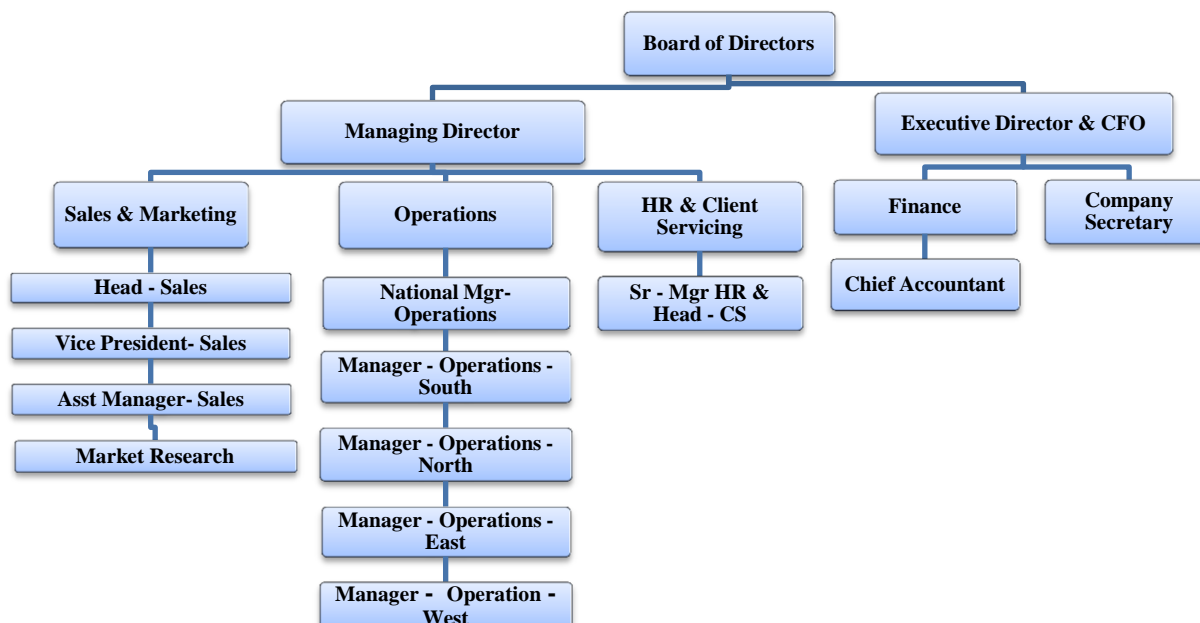 Board of Directors
Managing Director
Executive Director & CFO
Sales & Marketing
Operations
HR & Client
Servicing
Finance
Company
Secretary
Head - Sales
National Mgr-
Operations
Sr - Mgr HR &
Head - CS
Chief Accountant
Vice President- Sales
Manager - Operations -
South
Asst Manager- Sales
Market Research
Manager - Operations -
North
Manager - Operations -
East
Manager - Operation -
West